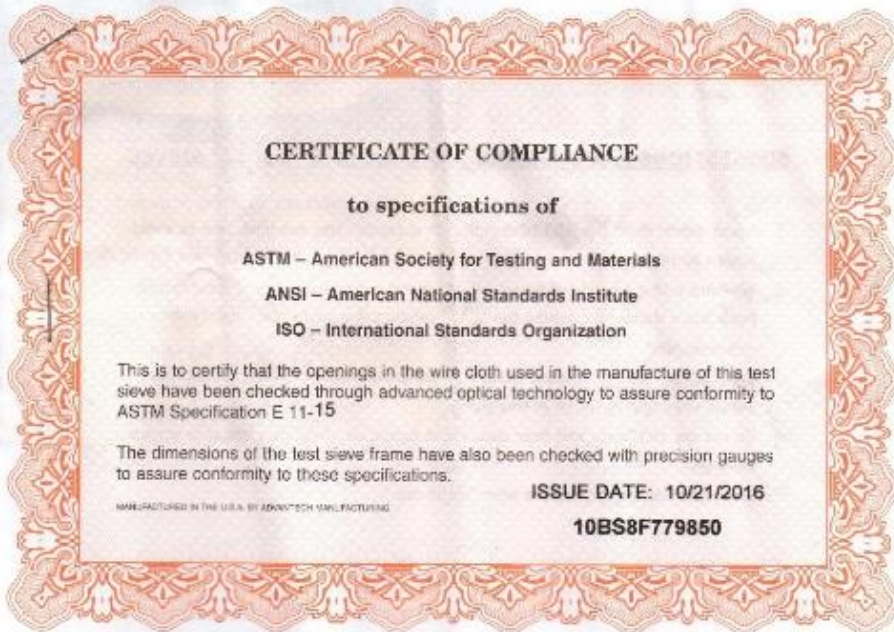 CERTIFICATE OF COMPLIANCE
to specifications of
ASTM – American Society for Testing and Materials
ANSI – American National Standards Institute
ISO – International Standards Organization
This is to certify that the openings in the wire cloth used in the manufacture of this test
sieve have been checked through advanced optical technology to assure conformity to
ASTM Specification E 11-15
The dimensions of the test sieve frame have also been checked with precision gauges
to assure conformity to these specifications.
ISSUE DATE: 10/21/2016
MANUFACTURED IN THE U.S.A. BY ADVANTECH MANUFACTURING
10BS8F779850